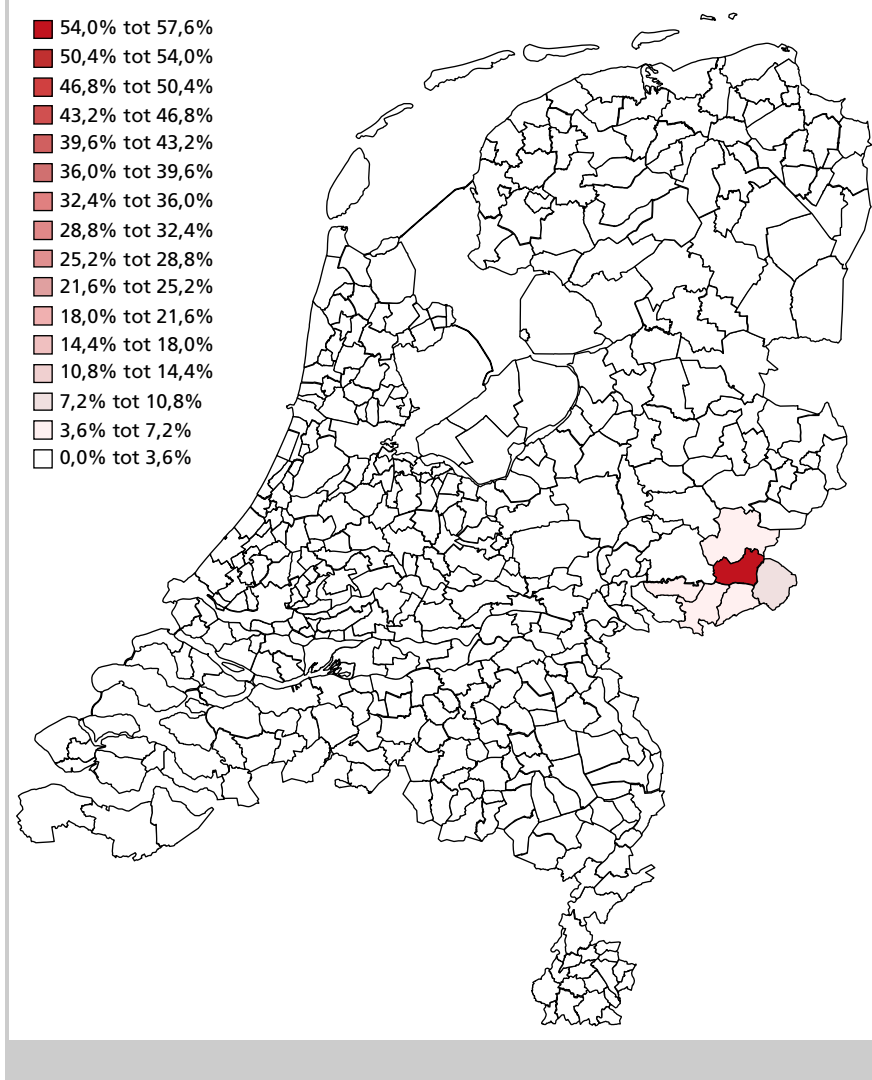 54,0% tot 57,6%
50,4% tot 54,0%
46,8% tot 50,4%
43,2% tot 46,8%
39,6% tot 43,2%
36,0% tot 39,6%
32,4% tot 36,0%
28,8% tot 32,4%
25,2% tot 28,8%
21,6% tot 25,2%
18,0% tot 21,6%
14,4% tot 18,0%
10,8% tot 14,4%
7,2% tot 10,8%
3,6% tot 7,2%
0,0% tot 3,6%